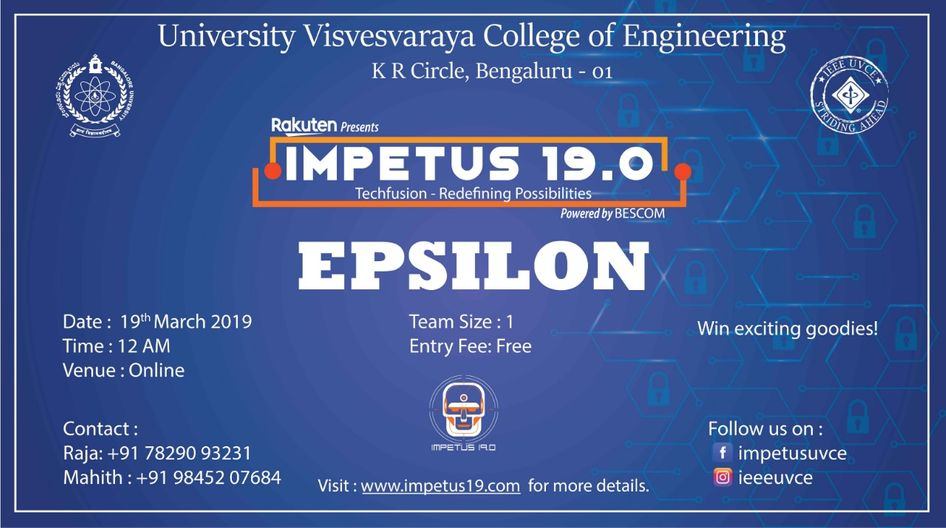 University Visvesvaraya College of Engineering
K R Circle, Bengaluru - 01
BANGALORE UNIVERSITY
IEEE UVCE
STRIDING AHEAD
Rakuten Presents
IMPETUS 19.0
Techfusion - Redefining Possibilities
Powered by BESCOM
EPSILON
Date : 19th March 2019
Time : 12 AM
Venue : Online
Team Size : 1
Entry Fee: Free
Win exciting goodies!
IMPETUS 19.0
Contact :
Raja: +91 78290 93231
Mahith : +91 98452 07684
Visit : www.impetus19.com for more details.
Follow us on :
f impetusuvce
ieeeuvce